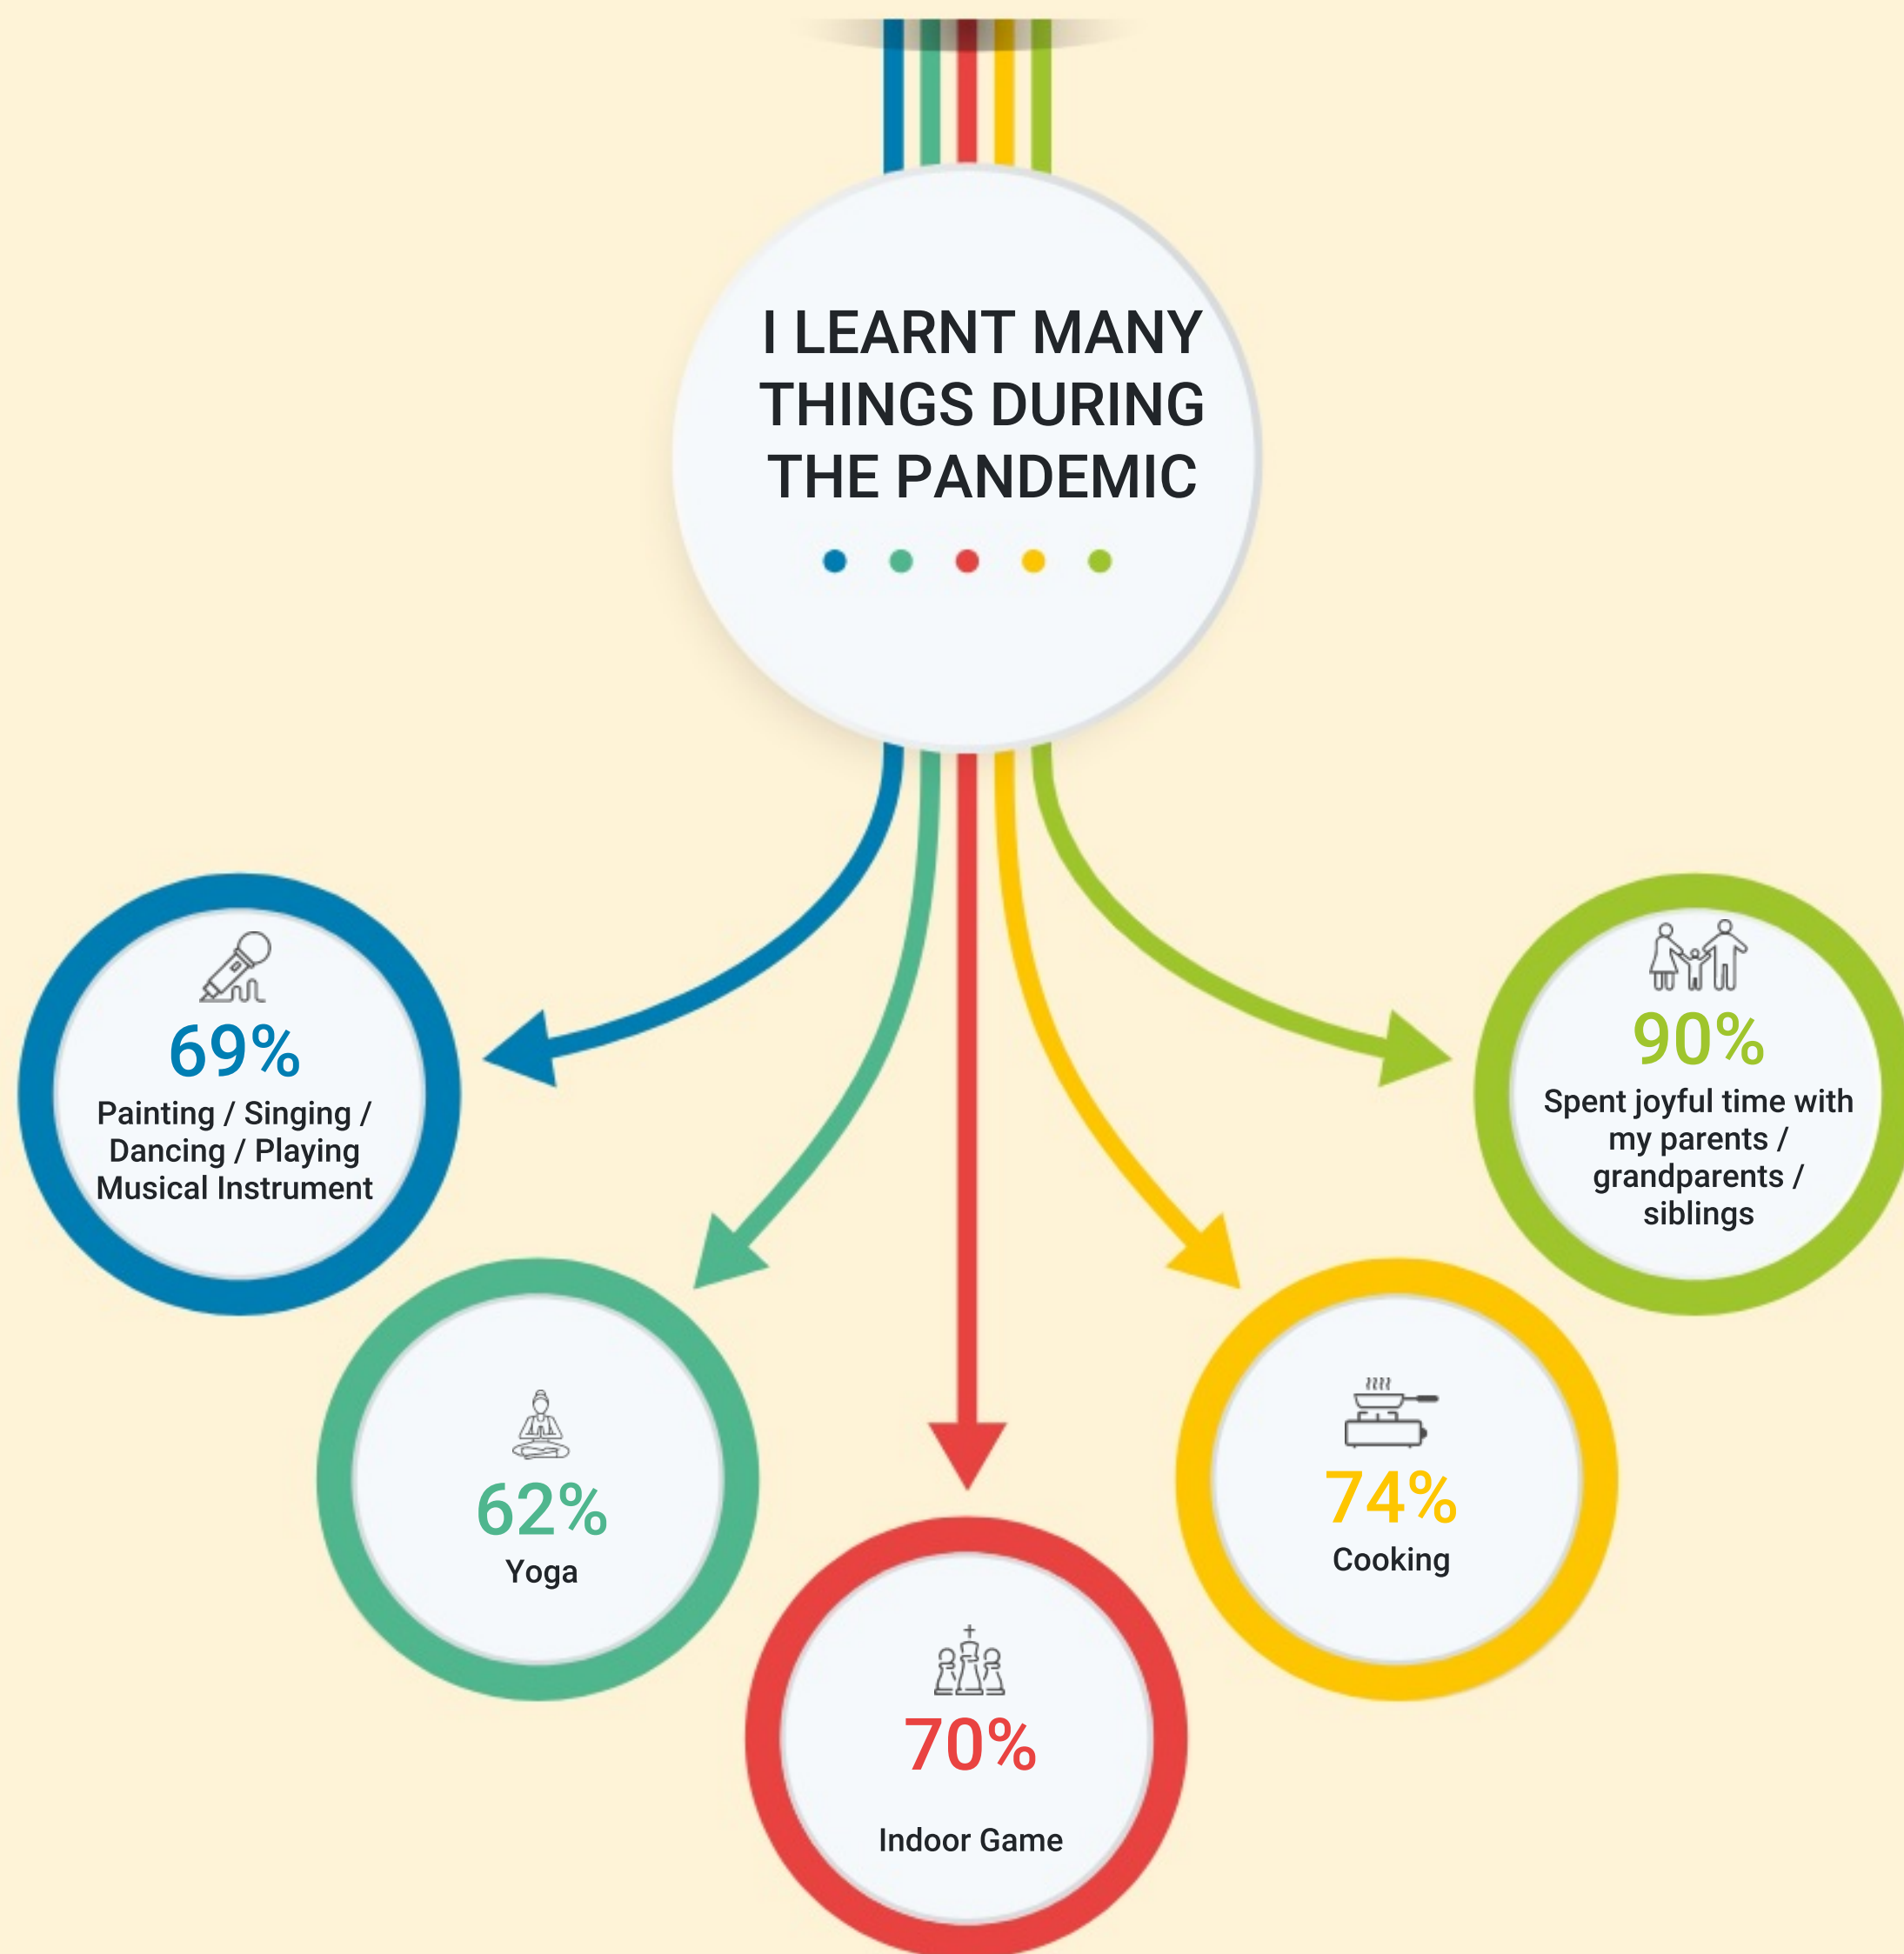 I LEARNT MANY
THINGS DURING
THE PANDEMIC
69%
Painting / Singing /
Dancing / Playing
Musical Instrument
62%
Yoga
70%
Indoor Game
74%
Cooking
90%
Spent joyful time with
my parents /
grandparents /
siblings